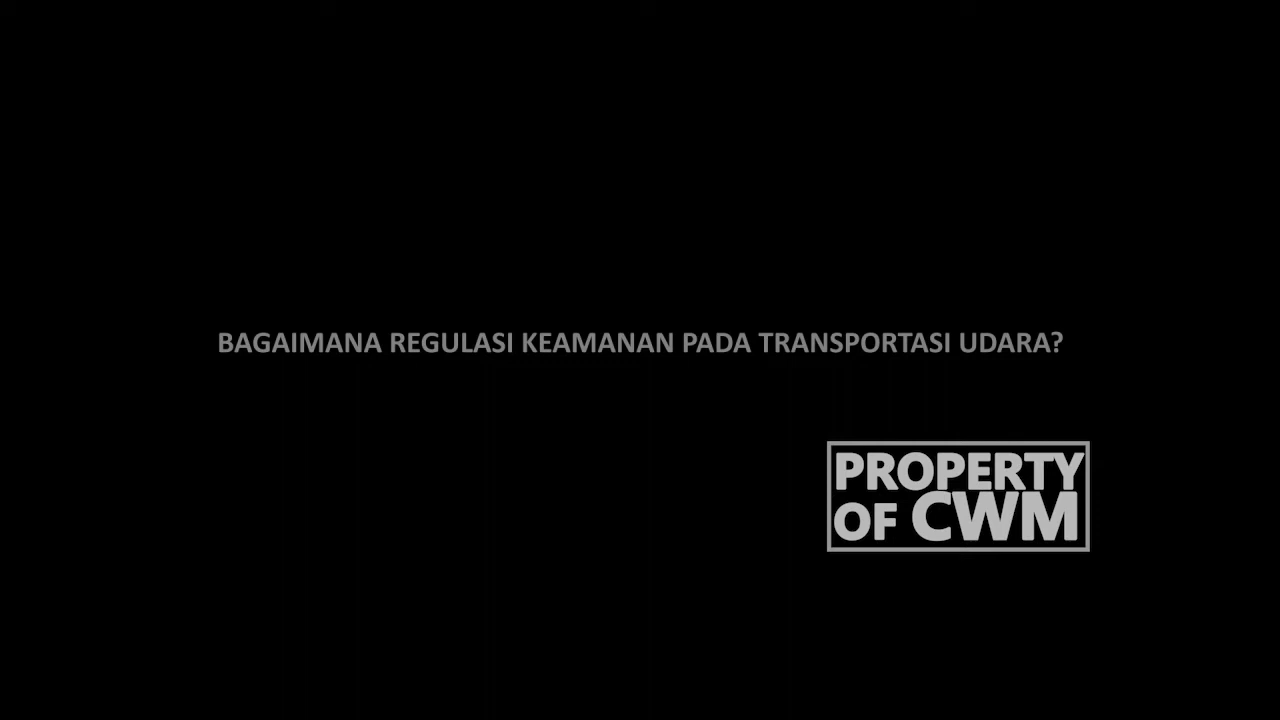 BAGAIMANA REGULASI KEAMANAN PADA TRANSPORTASI UDARA?
PROPERTY
OF CWM